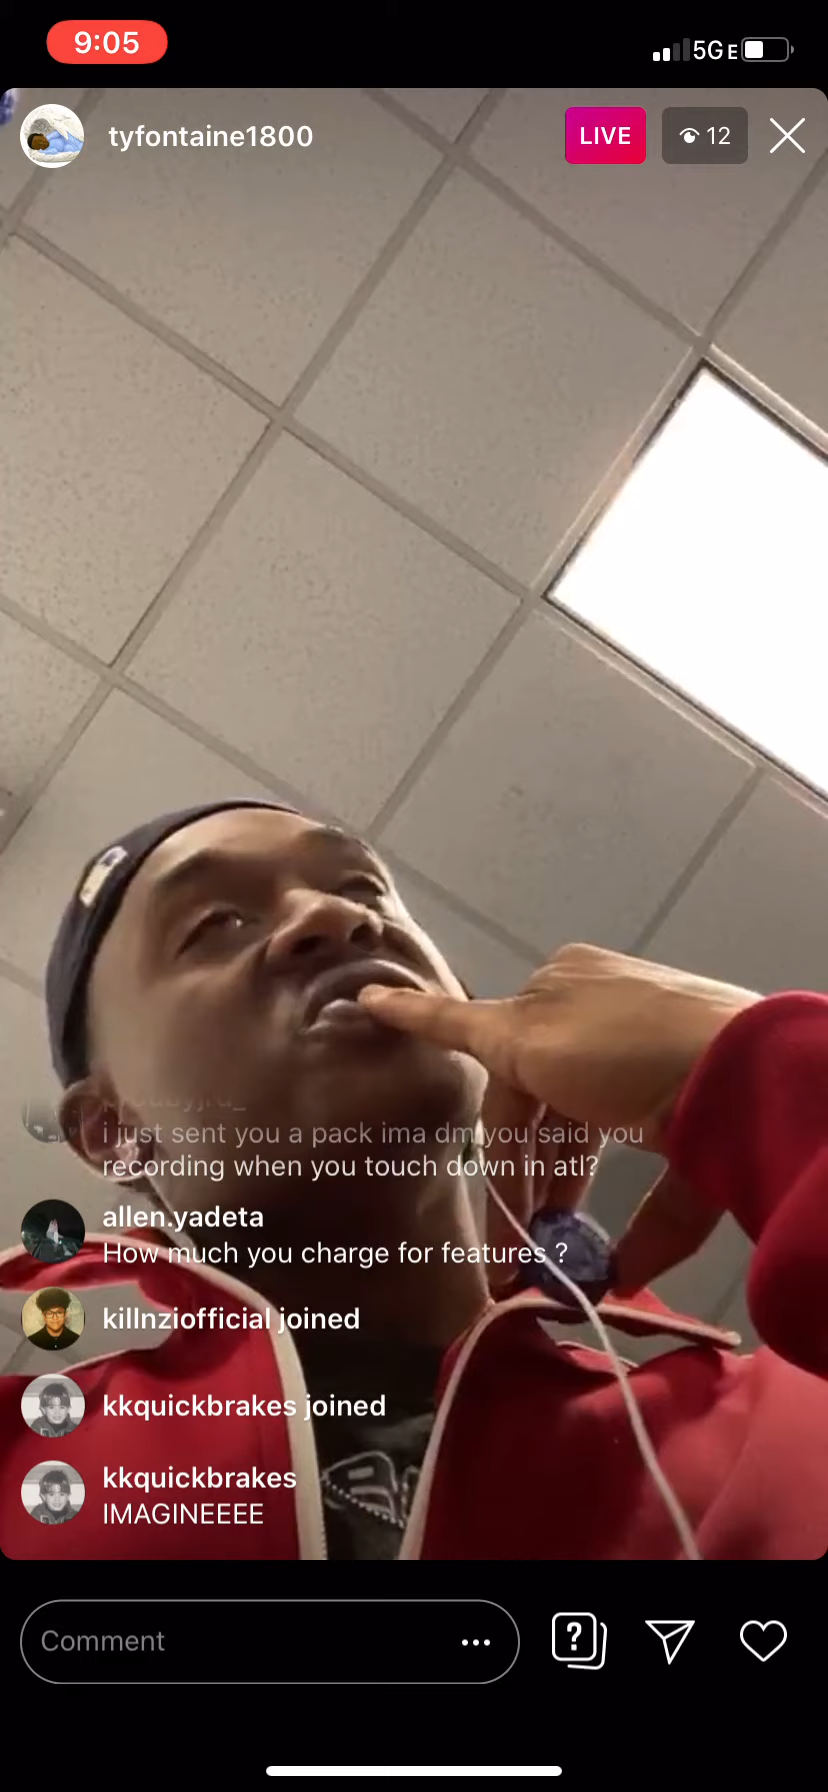 9:05
5GE
tyfontaine1800
LIVE
12
i just sent you a pack ima dm you said you
recording when you touch down in atl?
allen.yadeta
How much you charge for features ?
killnziofficial joined
kkquickbrakes joined
kkquickbrakes
IMAGINEEEE
Comment